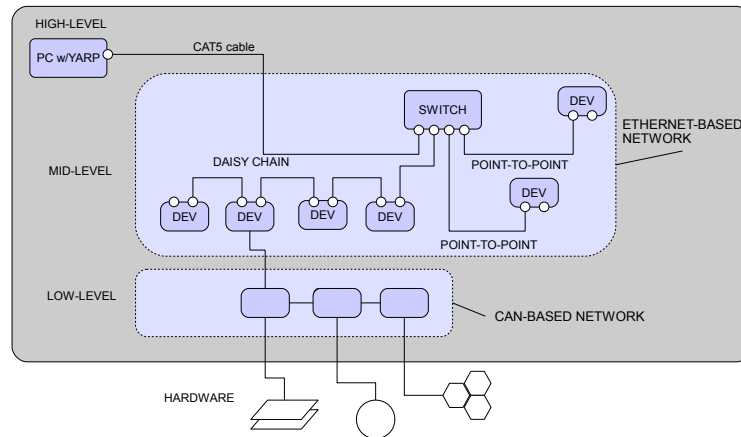 HIGH-LEVEL
PC w/YARP
CAT5 cable
SWITCH
DEV
ETHERNET-BASED
NETWORK
DAISY CHAIN
POINT-TO-POINT
MID-LEVEL
DEV
DEV
DEV
DEV
DEV
POINT-TO-POINT
LOW-LEVEL
CAN-BASED NETWORK
HARDWARE